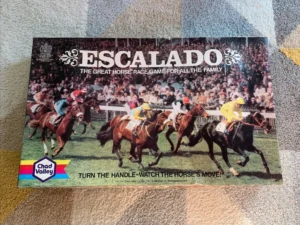 ESCALADO
THE GREAT HORSE RACE GAME FOR ALL THE FAMILY
Chad
Valley
TURN THE HANDLE-WATCH THE HORSES MOVE!